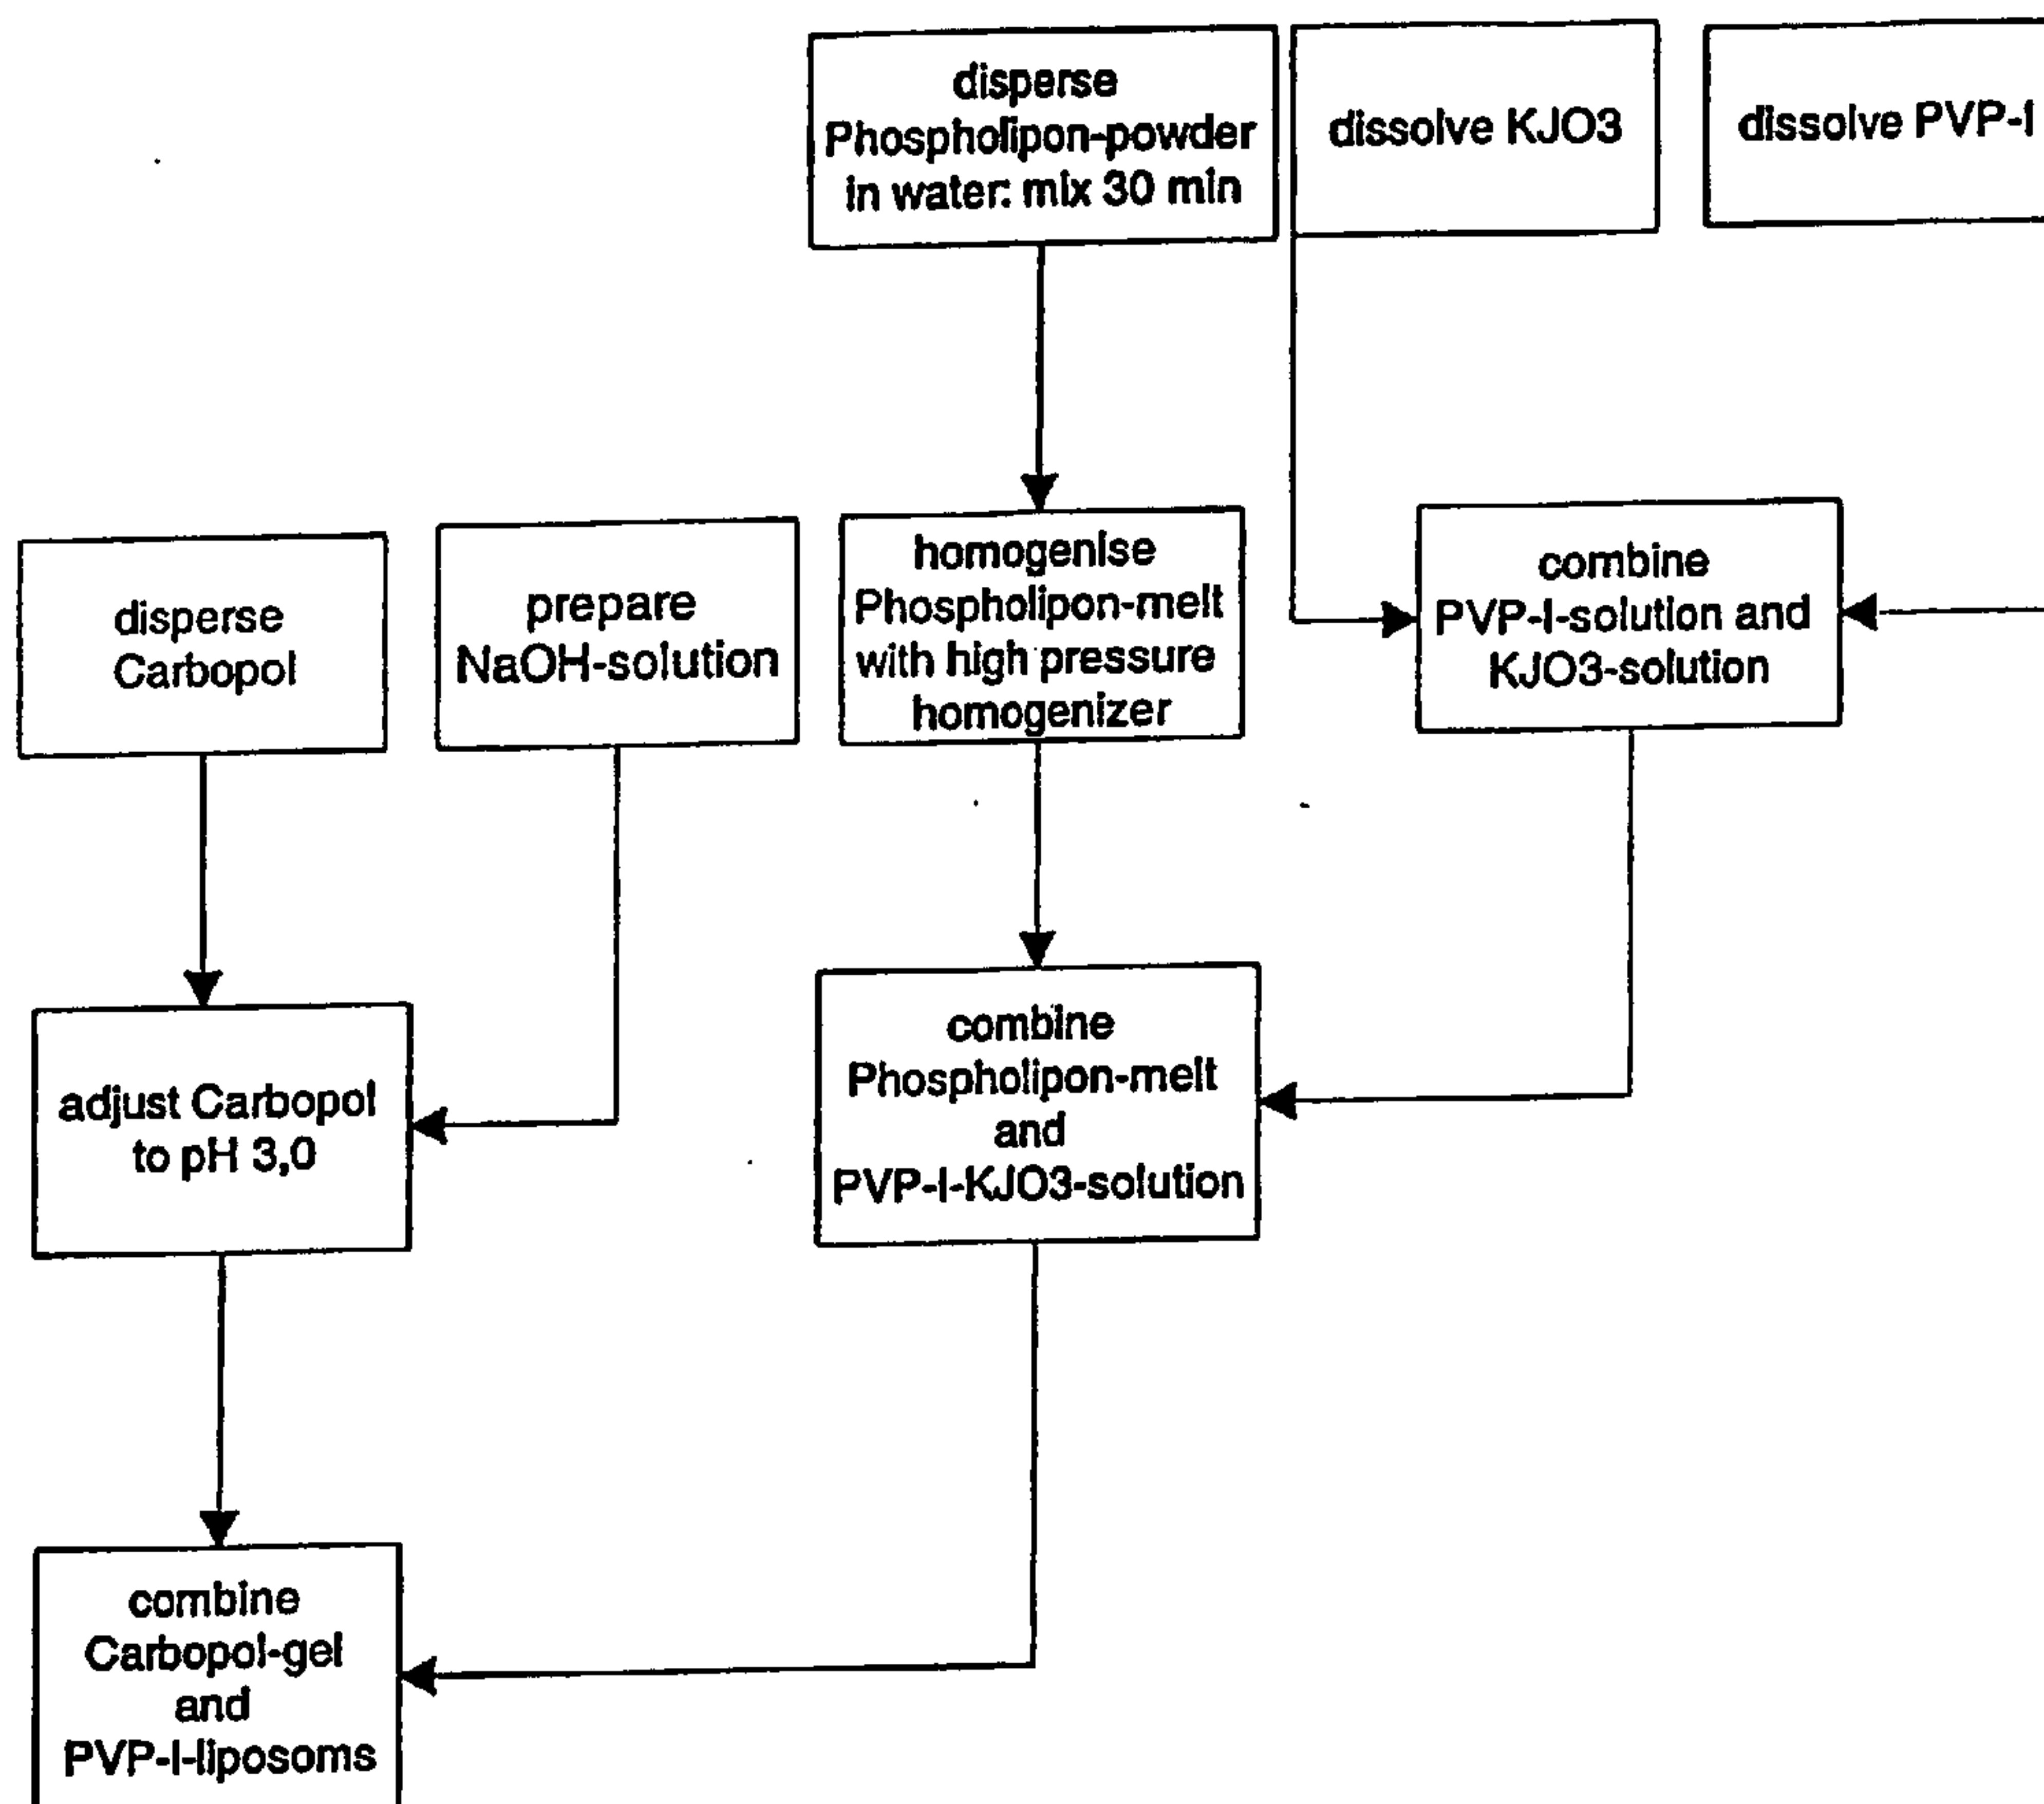 disperse
Phospholipon-powder
in water: mix 30 min
dissolve KJO3
dissolve PVP-I
disperse
Carbopol
prepare
NaOH-solution
homogenise
Phospholipon-melt
with high pressure
homogenizer
combine
PVP-I-solution and
KJO3-solution
adjust Carbopol
to pH 3,0
combine
Phospholipon-melt
and
PVP-I-KJO3-solution
combine
Carbopol-gel
and
PVP-I-liposoms